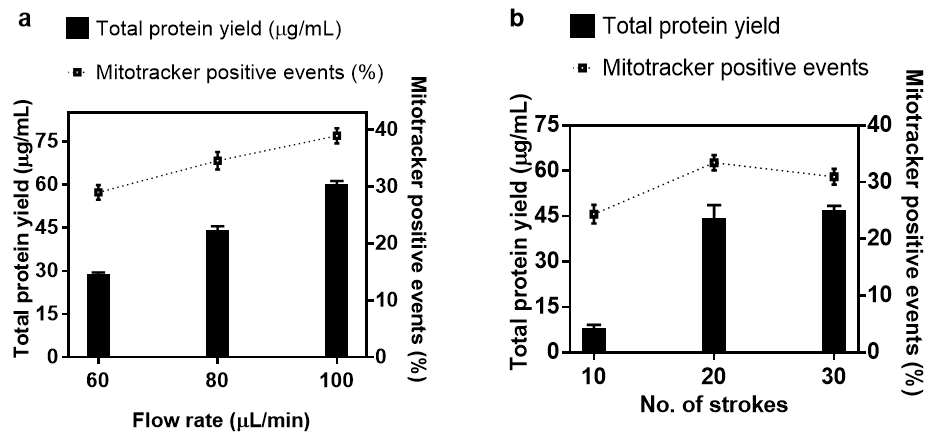 a
Total protein yield (μg/mL)
Mitotracker positive events (%)
Total protein yield (μg/mL)
75
60
45
30
15
0
40
30
20
10
0
Mitotracker positive events (%)
60 80 100
Flow rate (μL/min)
b
Total protein yield
Mitotracker positive events
Total protein yield (μg/mL)
75
60
45
30
15
0
40
30
20
10
0
Mitotracker positive events (%)
10 20 30
No. of strokes